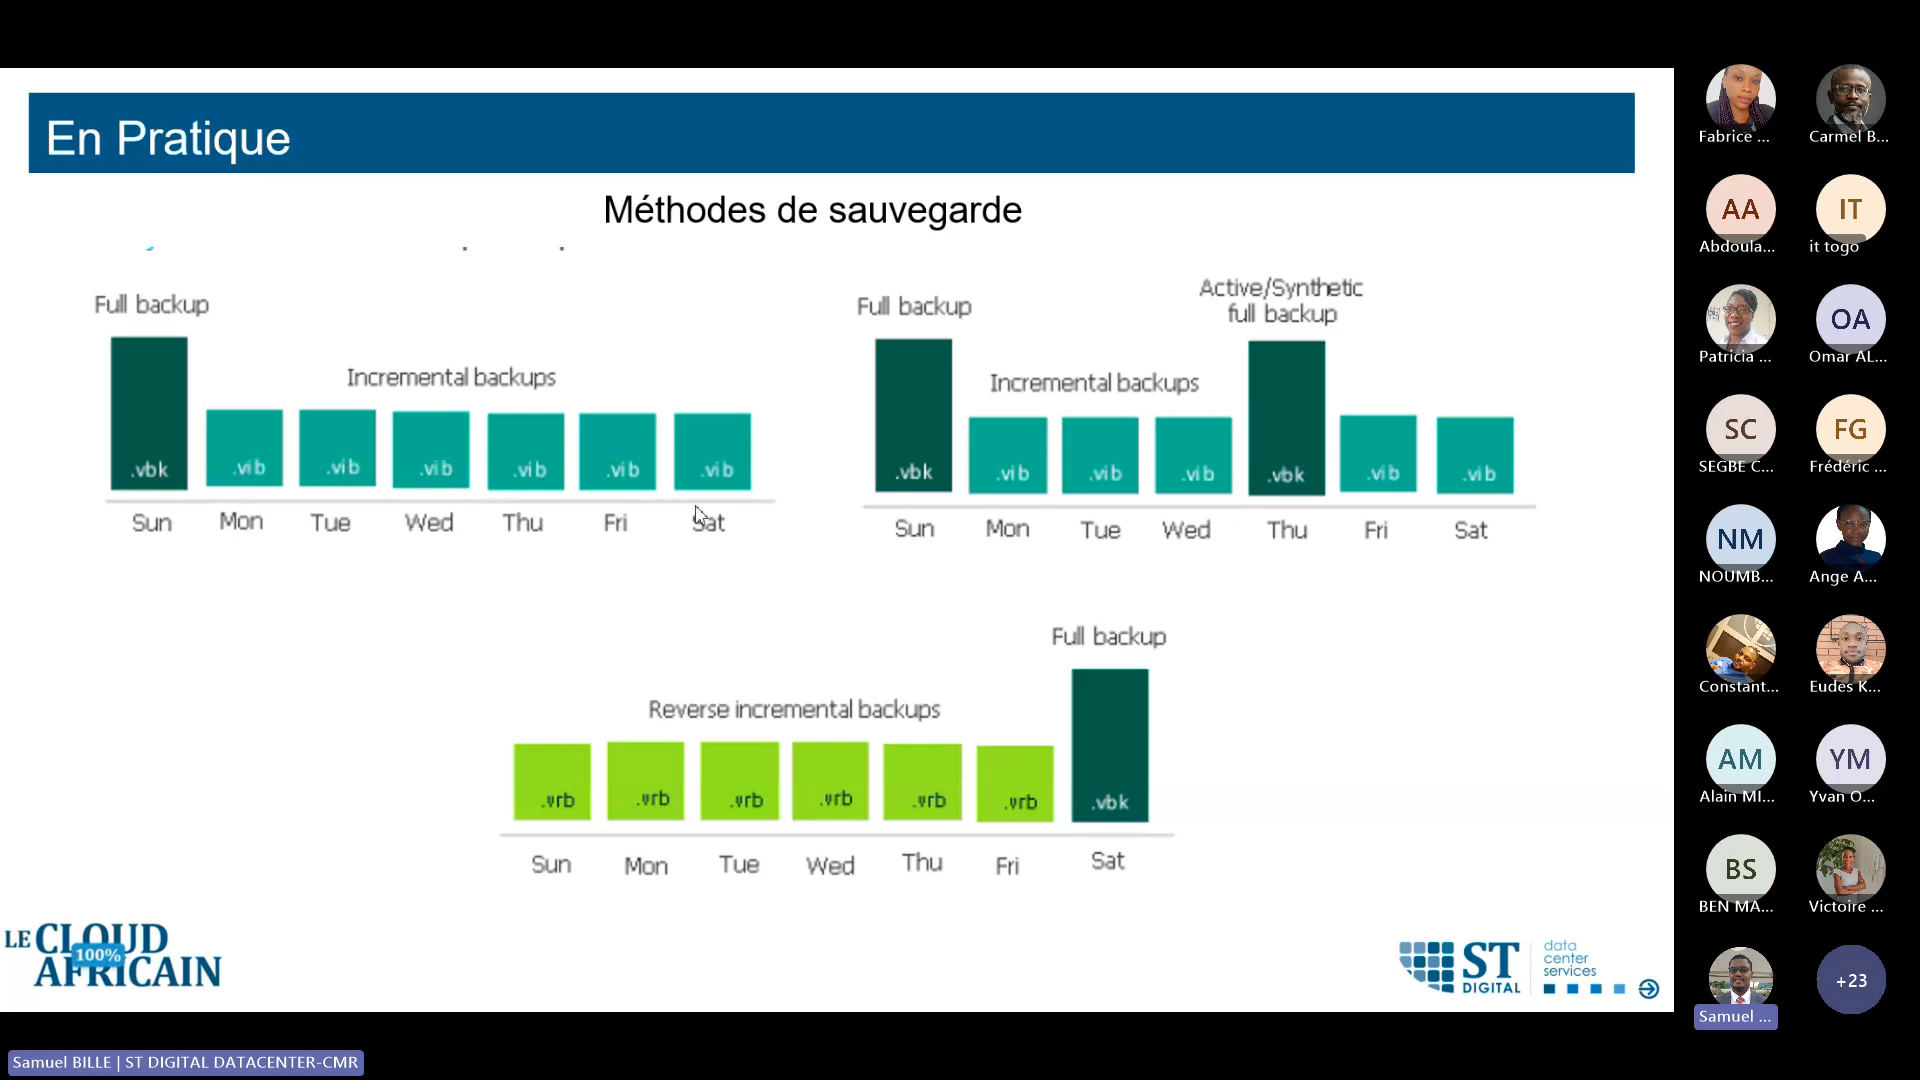 En Pratique
Méthodes de sauvegarde
Full backup
Incremental backups
.vbk .vib .vib .vib .vib .vib .vib
Sun Mon Tue Wed Thu Fri Sat
Full backup
Active/Synthetic
full backup
Incremental backups
.vbk .vib .vib .vib .vbk .vib .vib
Sun Mon Tue Wed Thu Fri Sat
Full backup
Reverse incremental backups
.vrb .vrb .vrb .vrb .vrb .vrb .vbk
Sun Mon Tue Wed Thu Fri Sat
LE CLOUD
100%
AFRICAIN
ST
DIGITAL
data
center
services
Samuel BILLE | ST DIGITAL DATACENTER-CMR
Fabrice ...
Carmel B...
AA
Abdoula...
IT
it togo
Patricia ...
OA
Omar AL...
SC
SEGBE C...
FG
Frédéric ...
NM
NOUMB...
Ange A...
Constant...
Eudes K...
AM
Alain MI...
YM
Yvan O...
BS
BEN MA...
Victoire ...
Samuel ...
+23